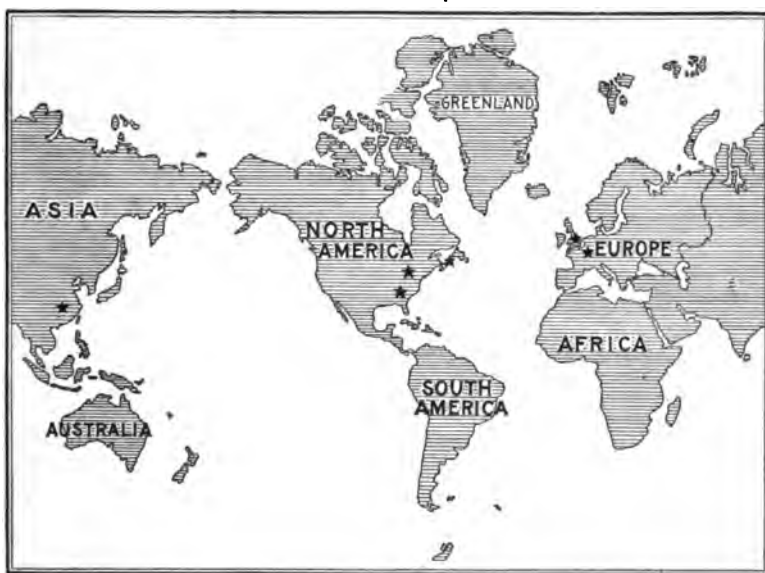 GREENLAND
ASIA
NORTH
AMERICA
EUROPE
AFRICA
SOUTH
AMERICA
AUSTRALIA